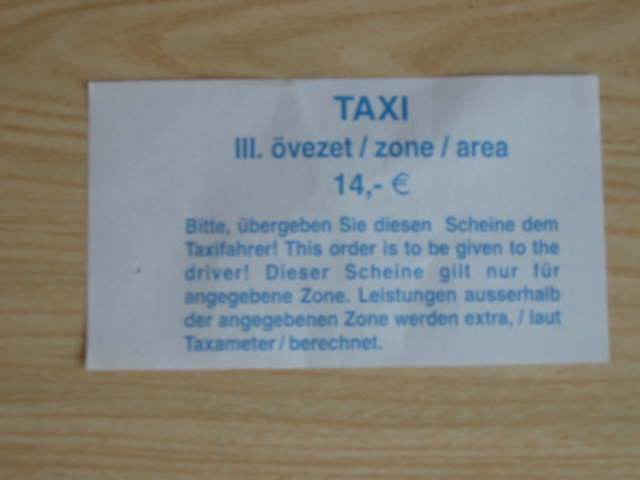 TAXI
III. övezet / zone / area
14,- €
Bitte, übergeben Sie diesen Scheine dem
Taxifahrer! This order is to be given to the
driver! Dieser Scheine gilt nur für
angegebene Zone. Leistungen ausserhalb
der angegebenen Zone werden extra, / laut
Taxameter / berechnet.